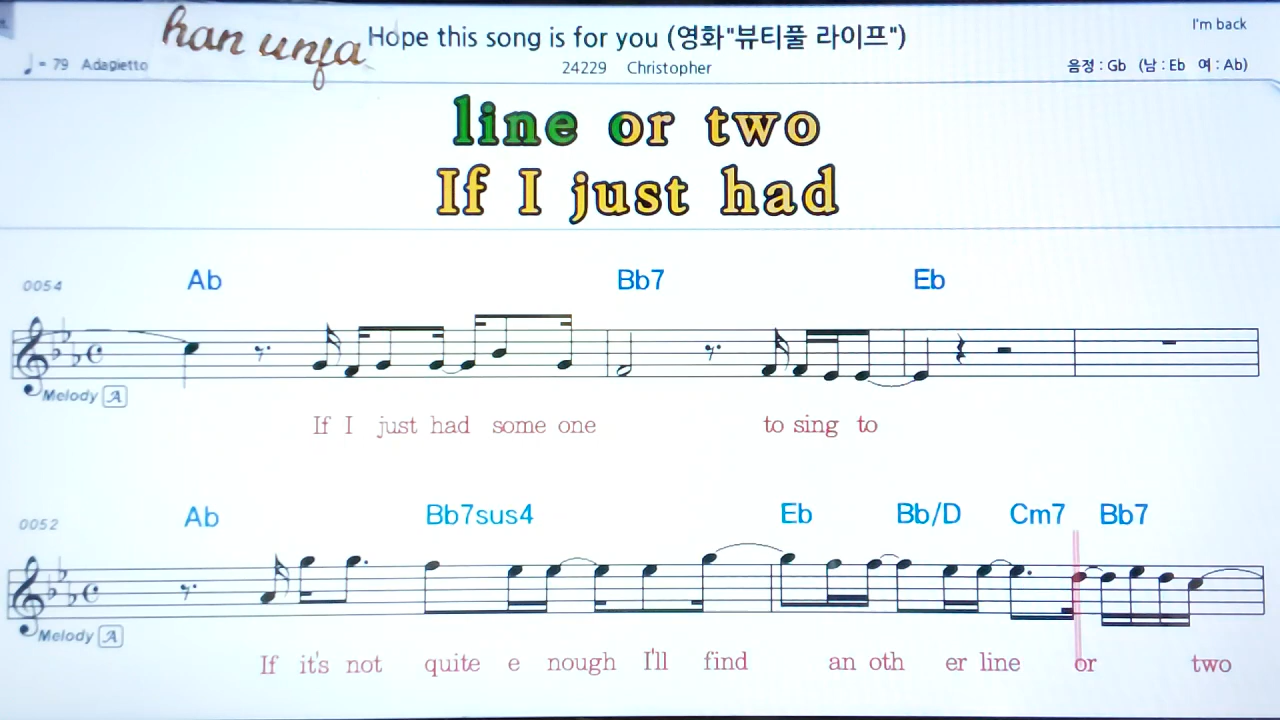 han unfa
Hope this song is for you (영화"뷰티풀 라이프")
I'm back
♩ = 79 Adagietto
24229 Christopher
음정 : Gb (남 : Eb 여 : Ab)
line or two
If I just had
0054
Ab Bb7 Eb
Melody A
If I just had some one to sing to
0052
Ab Bb7sus4 Eb Bb/D Cm7 Bb7
Melody A
If it's not quite e nough I'll find an oth er line or two